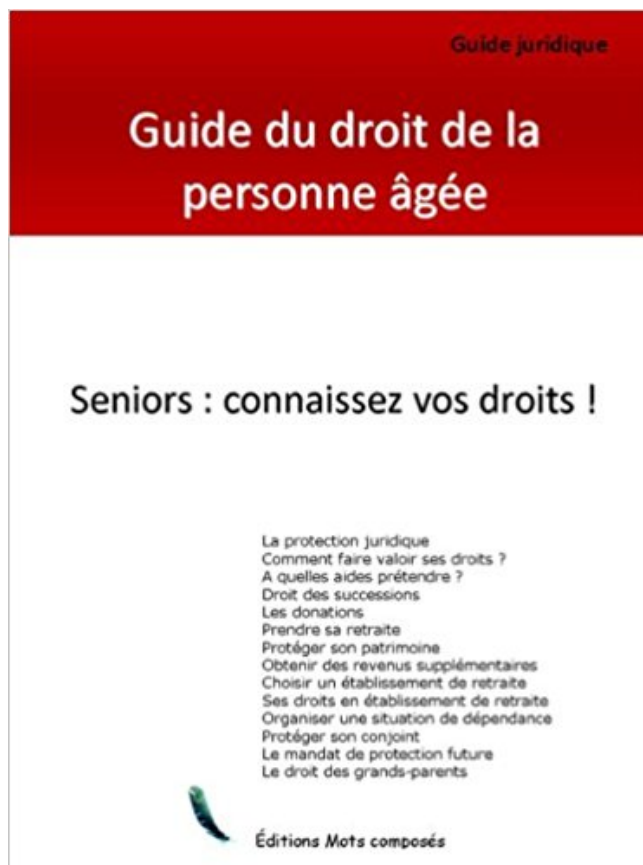 Guide juridique
Guide du droit de la
personne âgée
Seniors : connaissez vos droits !
La protection juridique
Comment faire valoir ses droits ?
A quelles aides prétendre ?
Droit des successions
Les donations
Prendre sa retraite
Protéger son patrimoine
Obtenir des revenus supplémentaires
Choisir un établissement de retraite
Ses droits en établissement de retraite
Organiser une situation de dépendance
Protéger son conjoint
Le mandat de protection future
Le droit des grands-parents
Éditions Mots composés